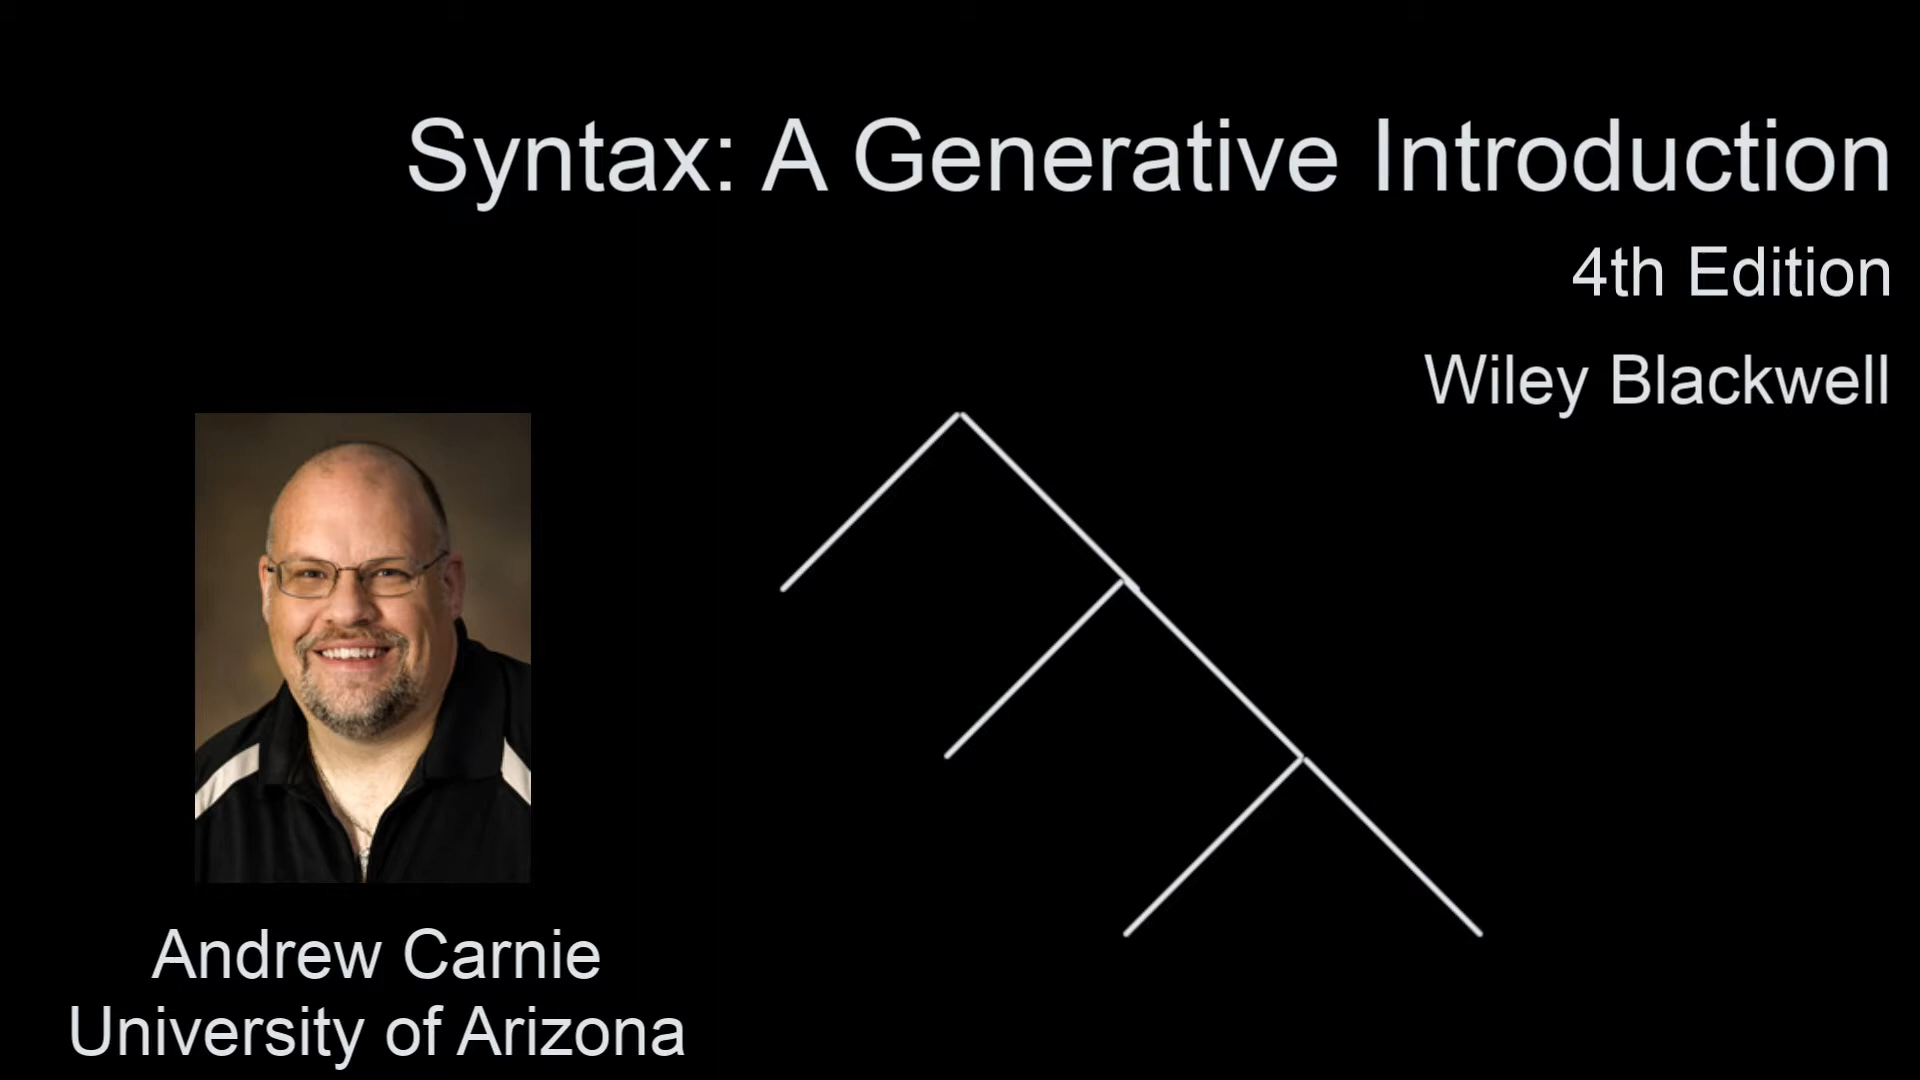 Syntax: A Generative Introduction
4th Edition
Wiley Blackwell
Andrew Carnie
University of Arizona